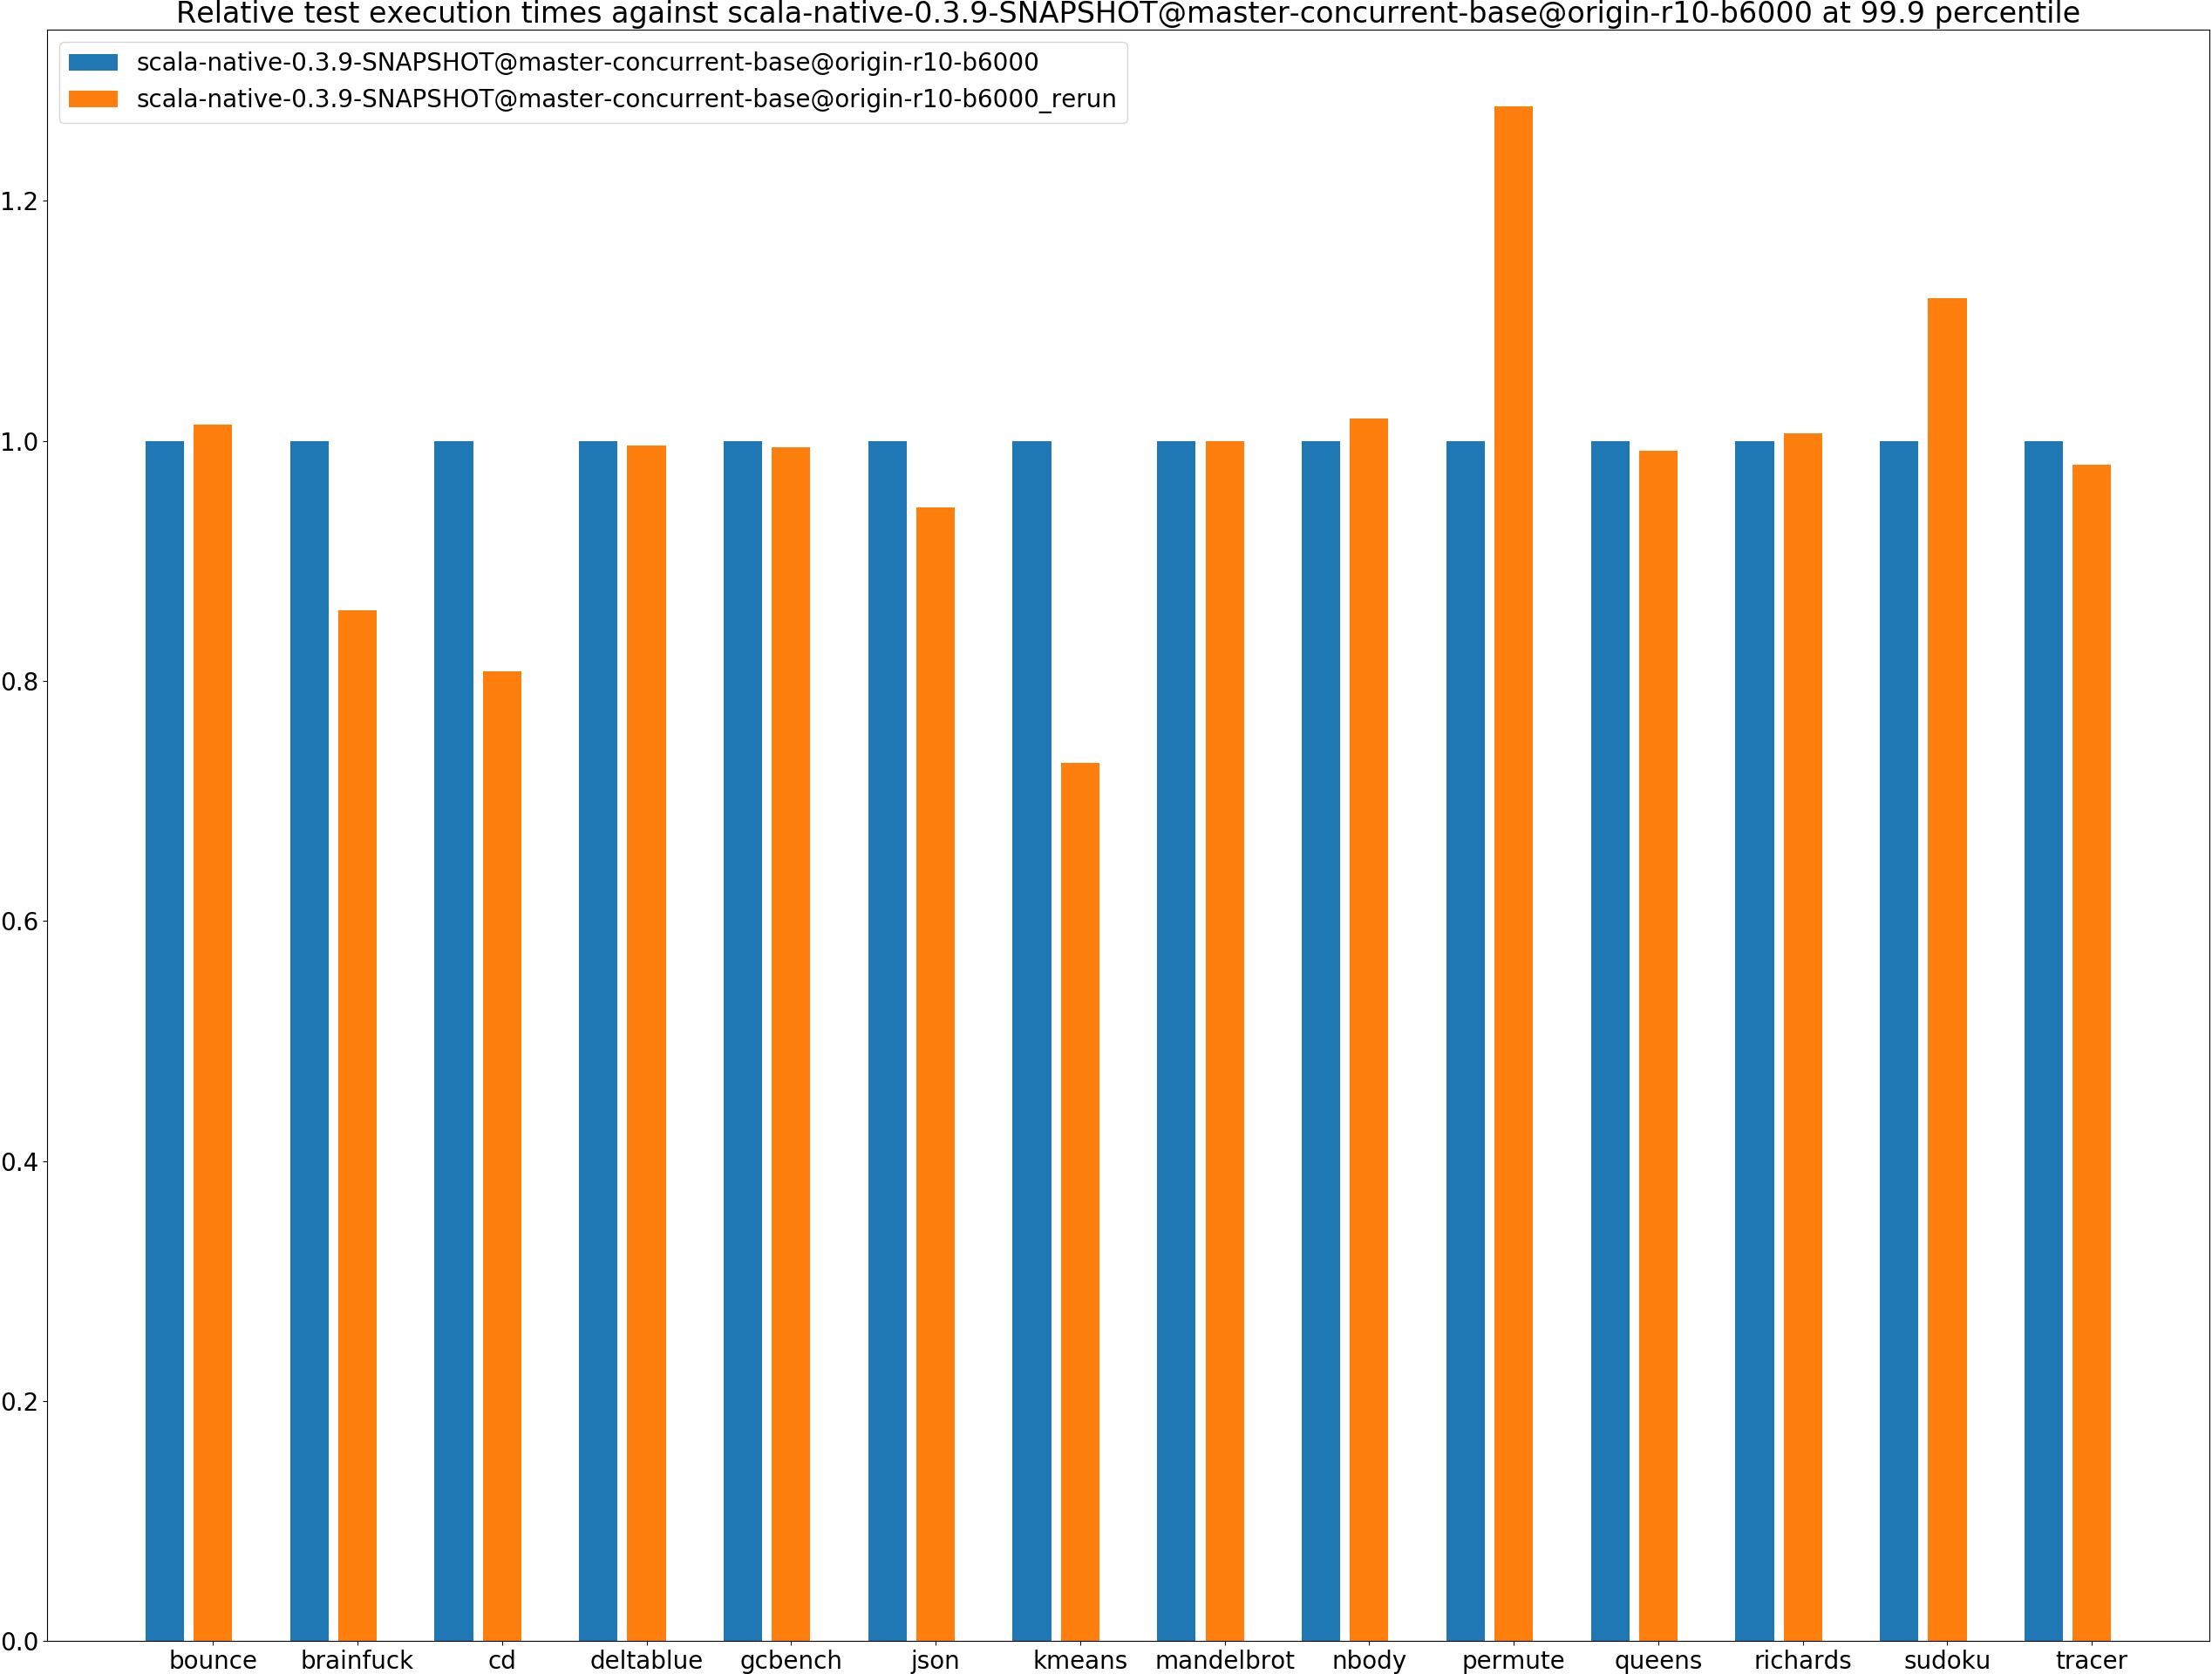 Relative test execution times against scala-native-0.3.9-SNAPSHOT@master-concurrent-base@origin-r10-b6000 at 99.9 percentile
scala-native-0.3.9-SNAPSHOT@master-concurrent-base@origin-r10-b6000
scala-native-0.3.9-SNAPSHOT@master-concurrent-base@origin-r10-b6000_rerun
1.2
1.0
0.8
0.6
0.4
0.2
0.0
bounce brainfuck cd deltablue gcbench json kmeans mandelbrot nbody permute queens richards sudoku tracer